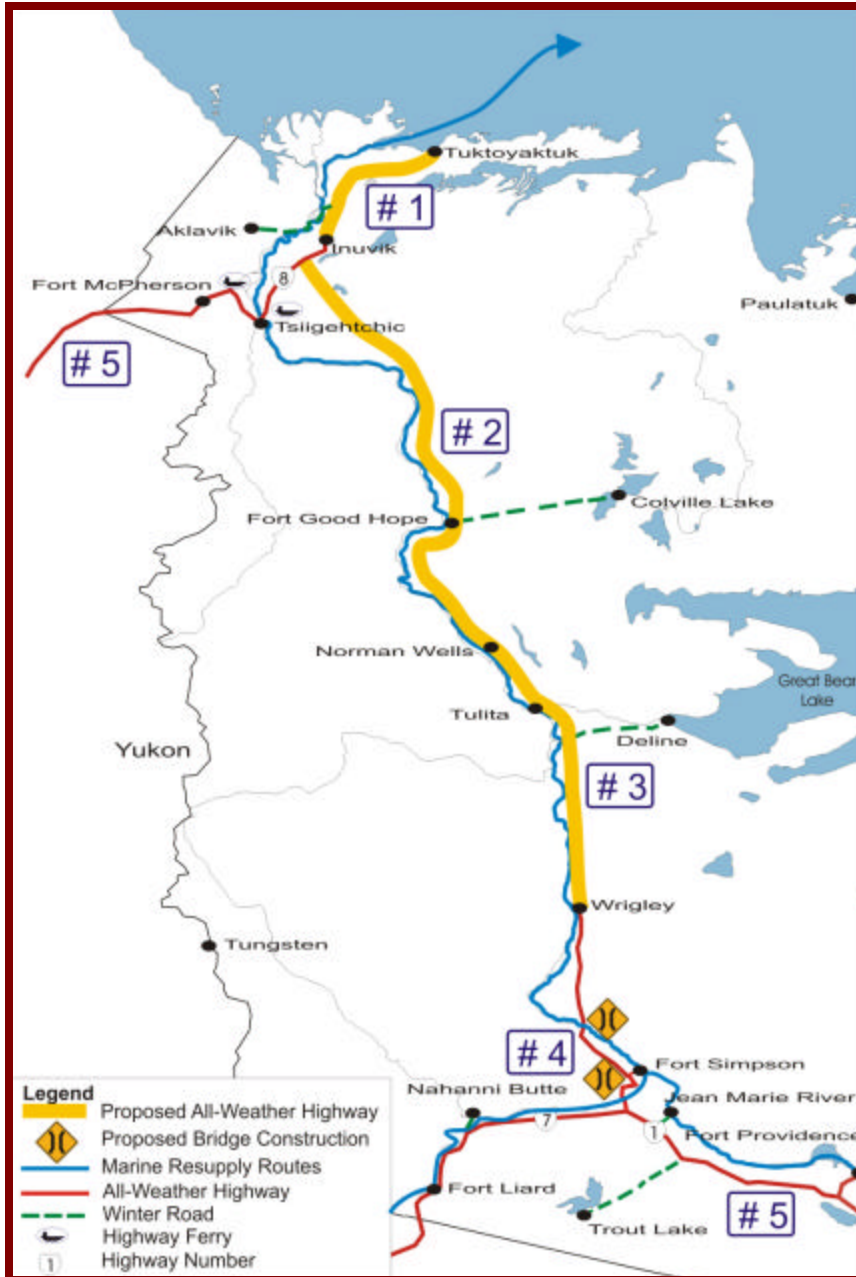 Tuktoyaktuk
# 1
Aklavik
Inuvik
8
Fort McPherson
Paulatuk
Tsiigehtchic
# 5
# 2
Colville Lake
Fort Good Hope
Norman Wells
Great Bear
Lake
Tulita
Deline
Yukon
# 3
Wrigley
Tungsten
# 4
Fort Simpson
Nahanni Butte
Jean Marie River
7
1
Fort Providence
Fort Liard
Trout Lake
# 5
Legend
Proposed All-Weather Highway
Proposed Bridge Construction
Marine Resupply Routes
All-Weather Highway
Winter Road
Highway Ferry
1
Highway Number